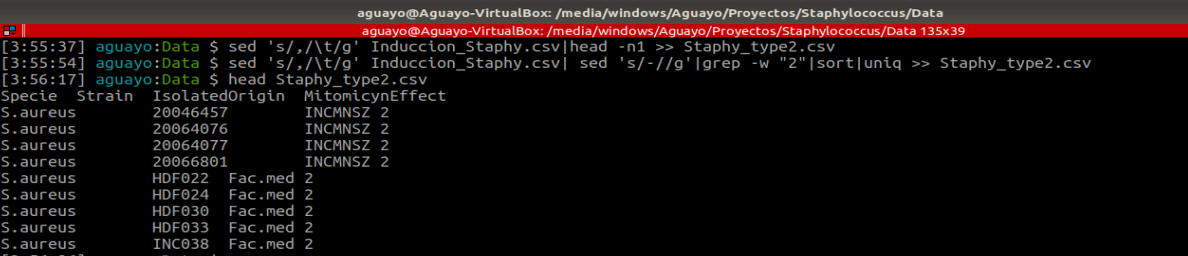 aguayo@Aguayo-VirtualBox: /media/windows/Aguayo/Proyectos/Staphylococcus/Data
aguayo@Aguayo-VirtualBox: /media/windows/Aguayo/Proyectos/Staphylococcus/Data 135x39
[3:55:37] aguayo:Data $ sed 's/,/\t/g' Induccion_Staphy.csv|head -n1 >> Staphy_type2.csv
[3:55:54] aguayo:Data $ sed 's/,/\t/g' Induccion_Staphy.csv| sed 's/-//g'|grep -w "2"|sort|uniq >> Staphy_type2.csv
[3:56:17] aguayo:Data $ head Staphy_type2.csv
Specie  Strain  IsolatedOrigin  MitomicynEffect
S.aureus        20046457        INCMNSZ 2
S.aureus        20064076        INCMNSZ 2
S.aureus        20064077        INCMNSZ 2
S.aureus        20066801        INCMNSZ 2
S.aureus        HDF022  Fac.med 2
S.aureus        HDF024  Fac.med 2
S.aureus        HDF030  Fac.med 2
S.aureus        HDF033  Fac.med 2
S.aureus        INC038  Fac.med 2